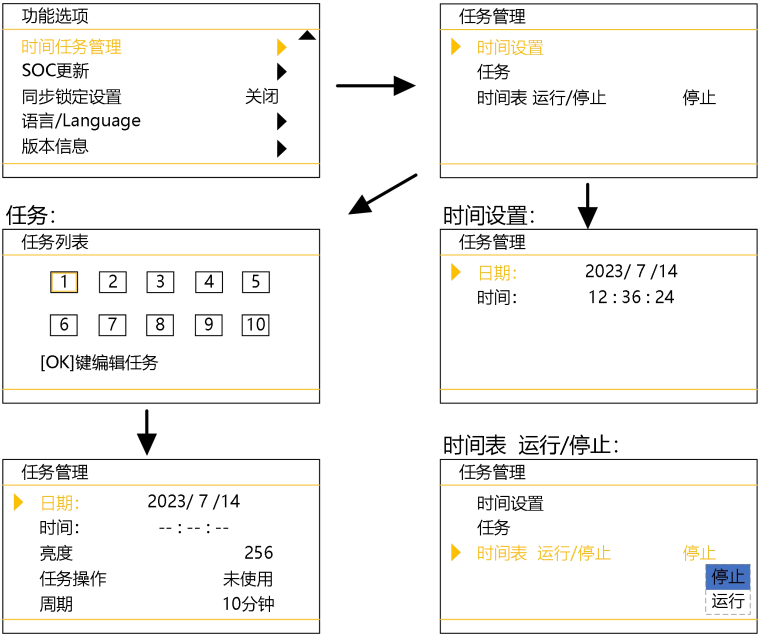 功能选项
时间任务管理
SOC更新
同步锁定设置 关闭
语言/Language
版本信息
任务管理
时间设置
任务
时间表 运行/停止 停止
任务:
任务列表
1 2 3 4 5
6 7 8 9 10
[OK]键编辑任务
时间设置:
任务管理
日期: 2023/ 7 /14
时间: 12 : 36 : 24
任务管理
日期: 2023/ 7 /14
时间: -- : -- : --
亮度 256
任务操作 未使用
周期 10分钟
时间表 运行/停止:
任务管理
时间设置
任务
时间表 运行/停止 停止
停止
运行